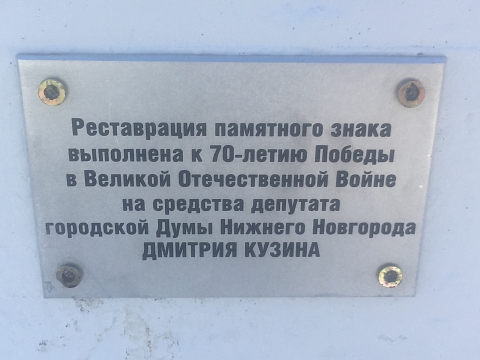 Реставрация памятного знака
выполнена к 70-летию Победы
в Великой Отечественной Войне
на средства депутата
городской Думы Нижнего Новгорода
ДМИТРИЯ КУЗИНА